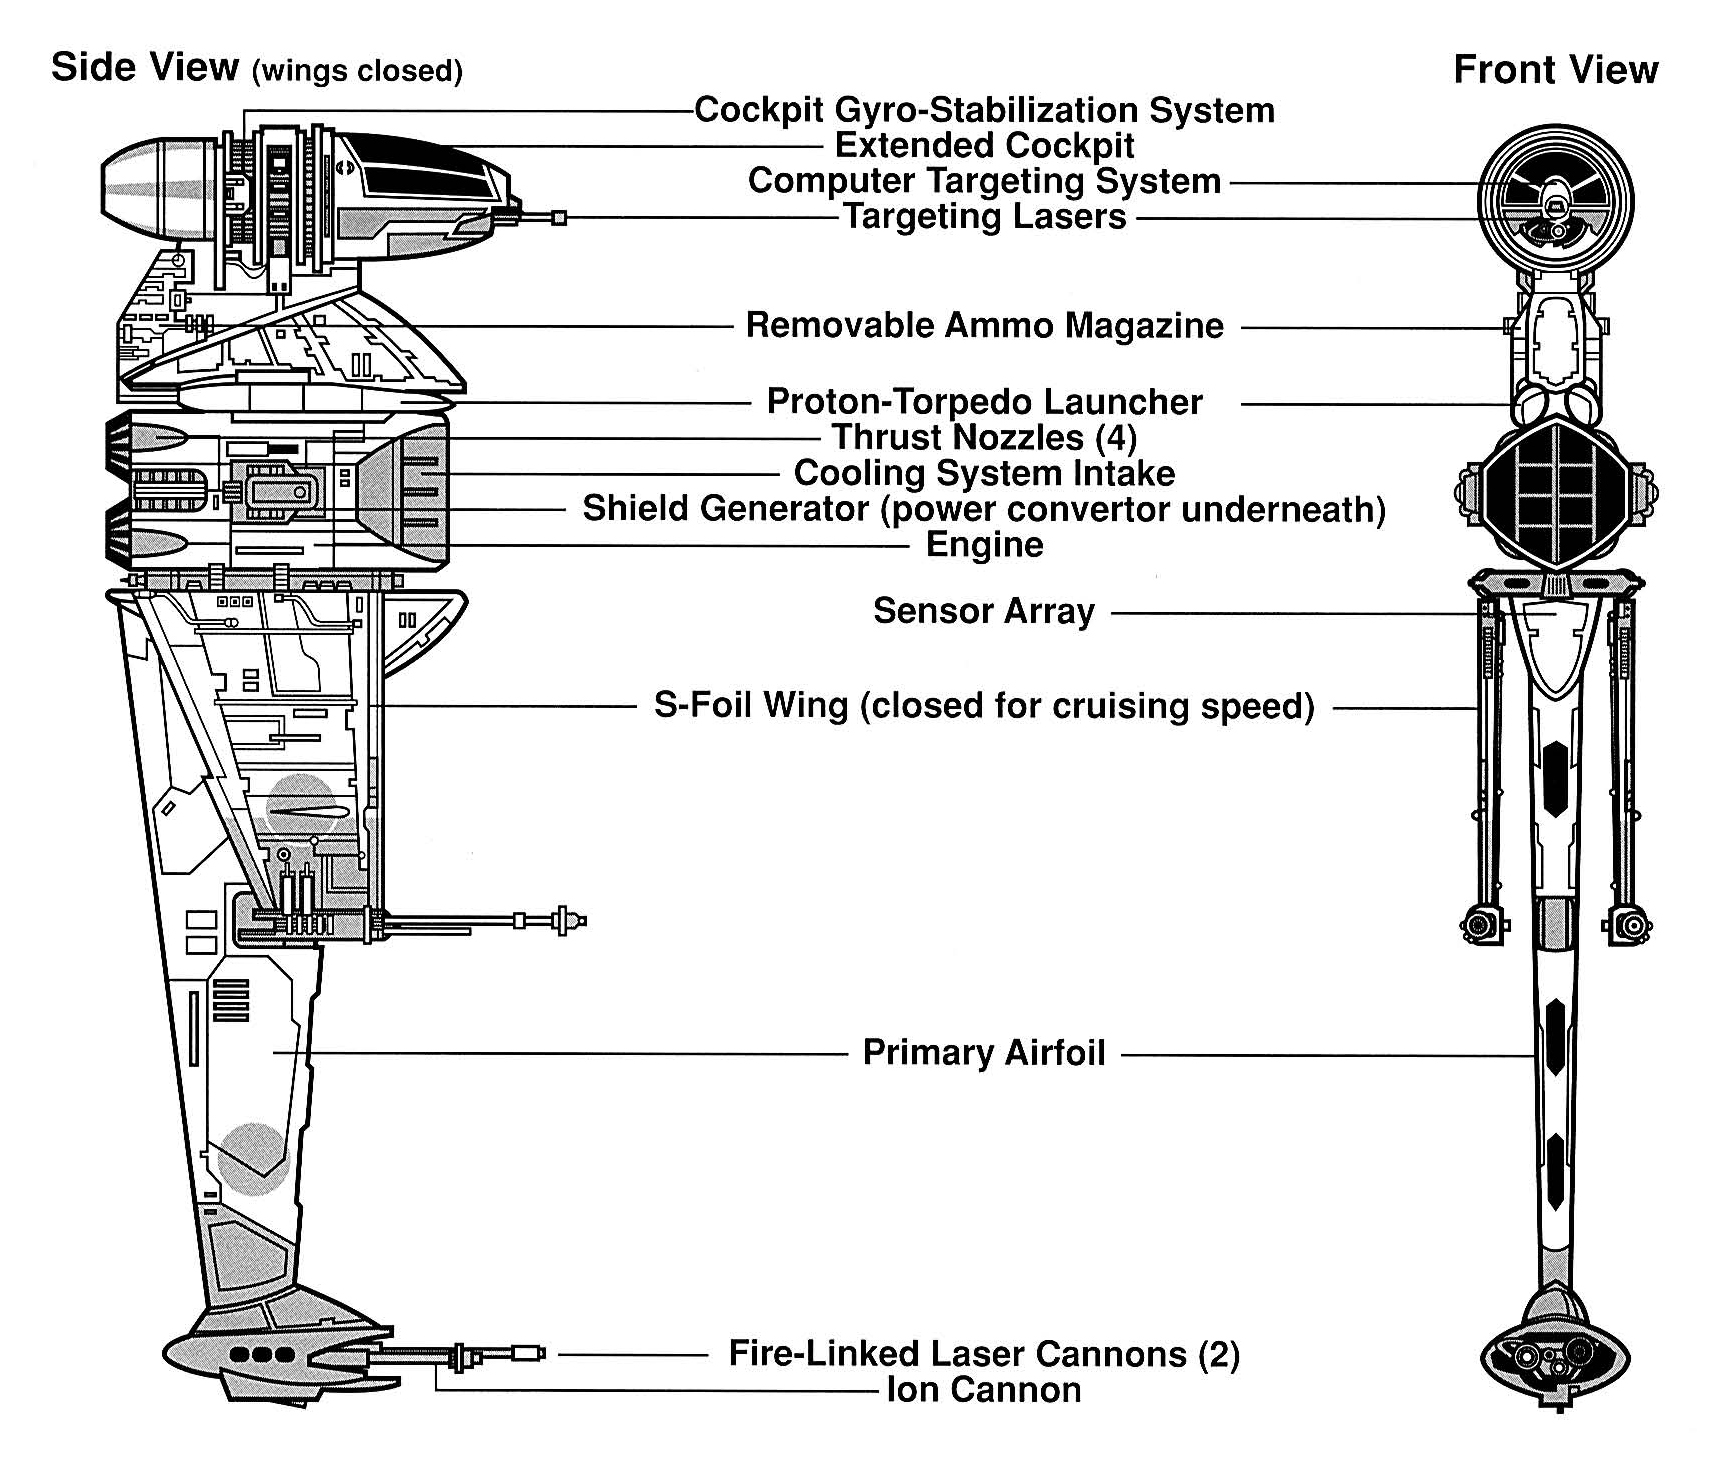 Side View (wings closed)
Front View
Cockpit Gyro-Stabilization System
Extended Cockpit
Computer Targeting System
Targeting Lasers
Removable Ammo Magazine
Proton-Torpedo Launcher
Thrust Nozzles (4)
Cooling System Intake
Shield Generator (power convertor underneath)
Engine
Sensor Array
S-Foil Wing (closed for cruising speed)
Primary Airfoil
Fire-Linked Laser Cannons (2)
Ion Cannon